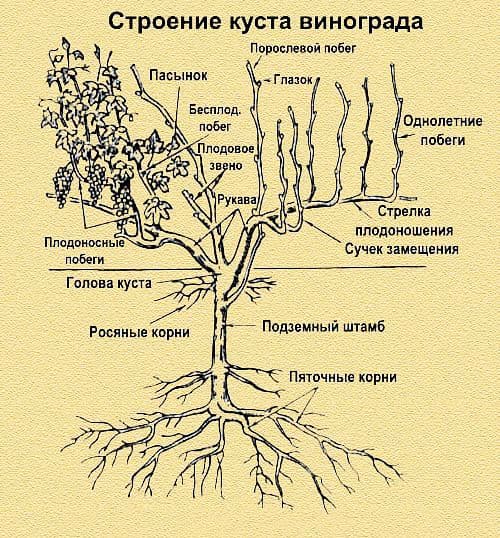 Строение куста винограда
Порослевой побег
Пасынок
Глазок
Бесплод.
побег
Однолетние
побеги
Плодовое
звено
Рукава
Стрелка
плодоношения
Плодоносные
побеги
Сучек замещения
Голова куста
Росяные корни
Подземный штамб
Пяточные корни